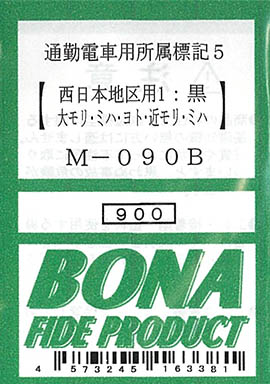 通勤電車用所属標記5
【西日本地区用1：黒
大モリ・ミハ・ヨト・近モリ・ミハ】
M-090B
900
BONA
FIDE PRODUCT
4 573245 163381